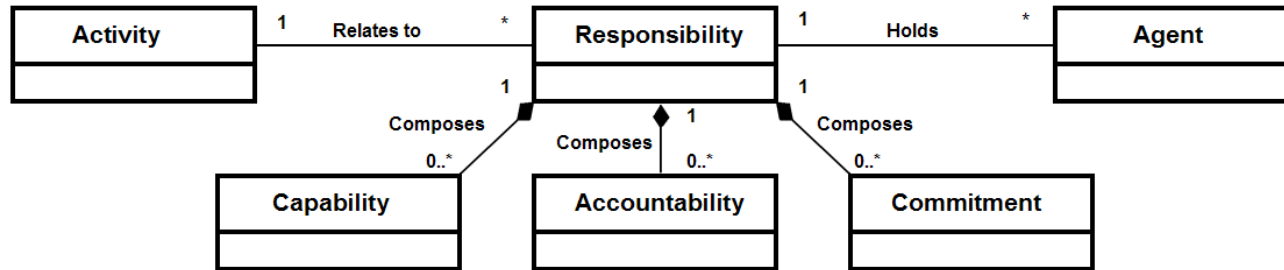 1 * 1 *
Activity Relates to Responsibility Holds Agent
1 1 1
Composes Composes Composes
0..* 0..* 0..*
Capability Accountability Commitment